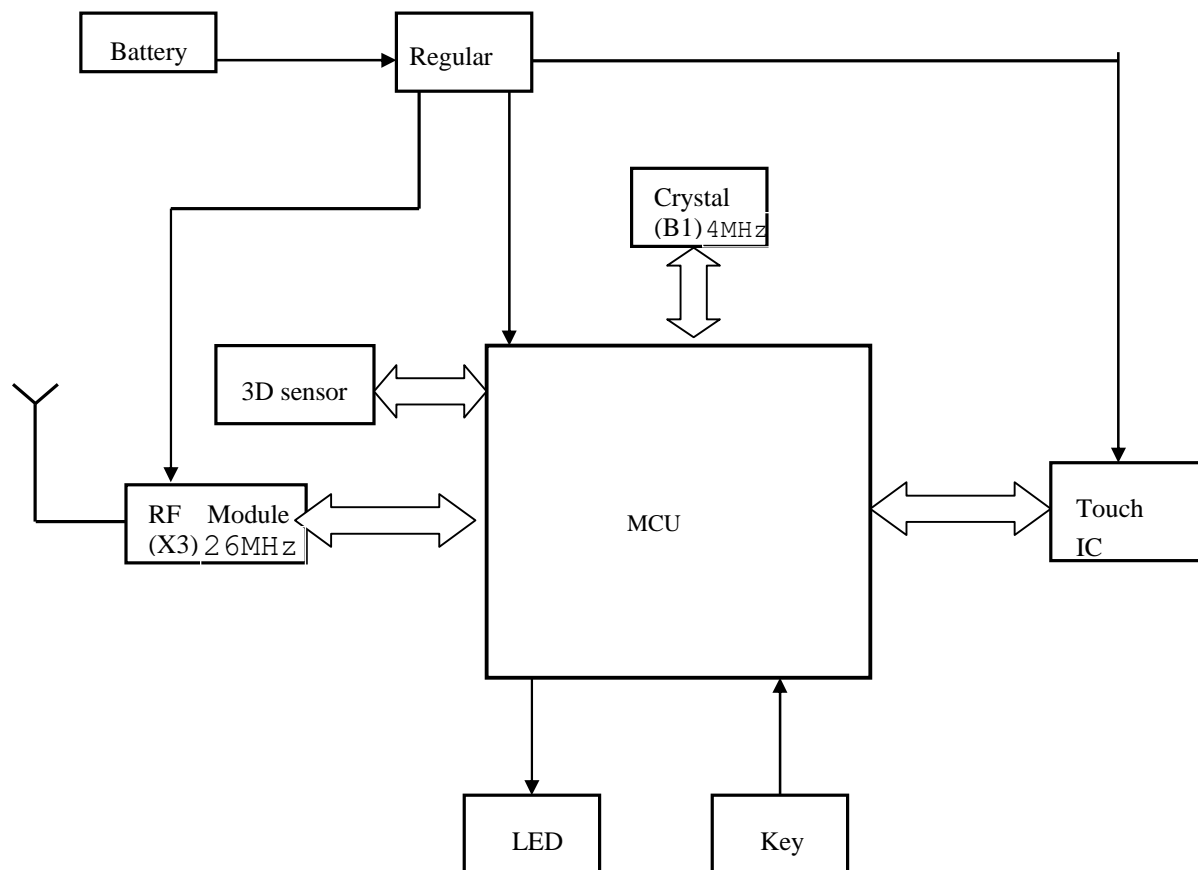 Battery
Regular
Crystal
(B1) 4MHz
3D sensor
RF Module
(X3) 26MHz
MCU
Touch
IC
LED
Key